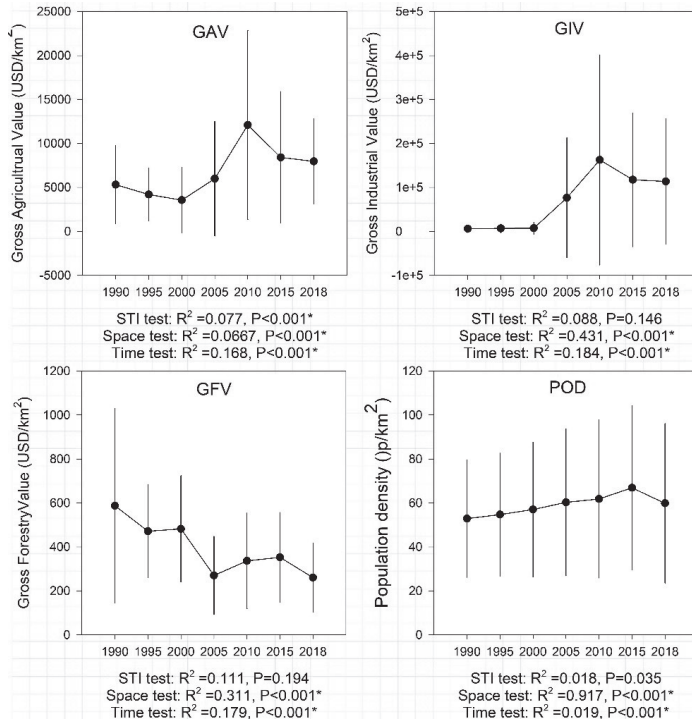 GAV
Gross Agricultrual Value (USD/km²)
25000
20000
15000
10000
5000
0
-5000
1990 1995 2000 2005 2010 2015 2018
STI test: R² =0.077, P<0.001*
Space test: R² =0.0667, P<0.001*
Time test: R² =0.168, P<0.001*
GIV
Gross Industrial Value (USD/km²)
5e+5
4e+5
3e+5
2e+5
1e+5
0
-1e+5
1990 1995 2000 2005 2010 2015 2018
STI test: R² =0.088, P=0.146
Space test: R² =0.431, P<0.001*
Time test: R² =0.184, P<0.001*
GFV
Gross ForestryValue (USD/km²)
1200
1000
800
600
400
200
0
1990 1995 2000 2005 2010 2015 2018
STI test: R² =0.111, P=0.194
Space test: R² =0.311, P<0.001*
Time test: R² =0.179, P<0.001*
POD
Population density ()p/km²
120
100
80
60
40
20
0
1990 1995 2000 2005 2010 2015 2018
STI test: R² =0.018, P=0.035
Space test: R² =0.917, P<0.001*
Time test: R² =0.019, P<0.001*